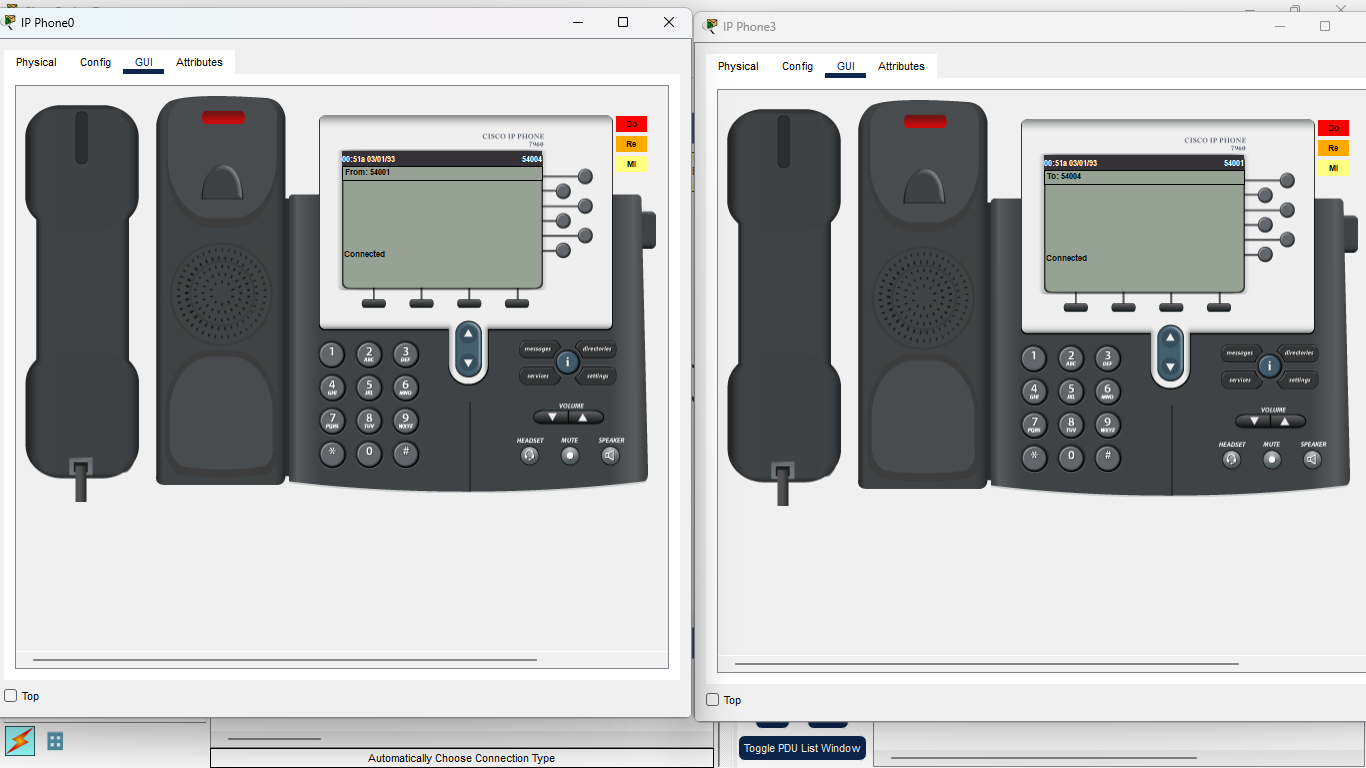 IP Phone0
Physical Config GUI Attributes
CISCO IP PHONE
7960
Do
Re
Mi
00:51a 03/01/93 54004
From: 54001
Connected
1 2 ABC 3 DEF
4 GHI 5 JKL 6 MNO
7 PQRS 8 TUV 9 WXYZ
* 0 #
messages directories
i
services settings
VOLUME
HEADSET MUTE SPEAKER
Top
IP Phone3
Physical Config GUI Attributes
CISCO IP PHONE
7960
Do
Re
Mi
00:51a 03/01/93 54001
To: 54004
Connected
1 2 ABC 3 DEF
4 GHI 5 JKL 6 MNO
7 PQRS 8 TUV 9 WXYZ
* 0 #
messages directories
i
services settings
VOLUME
HEADSET MUTE SPEAKER
Top
Automatically Choose Connection Type
Toggle PDU List Window